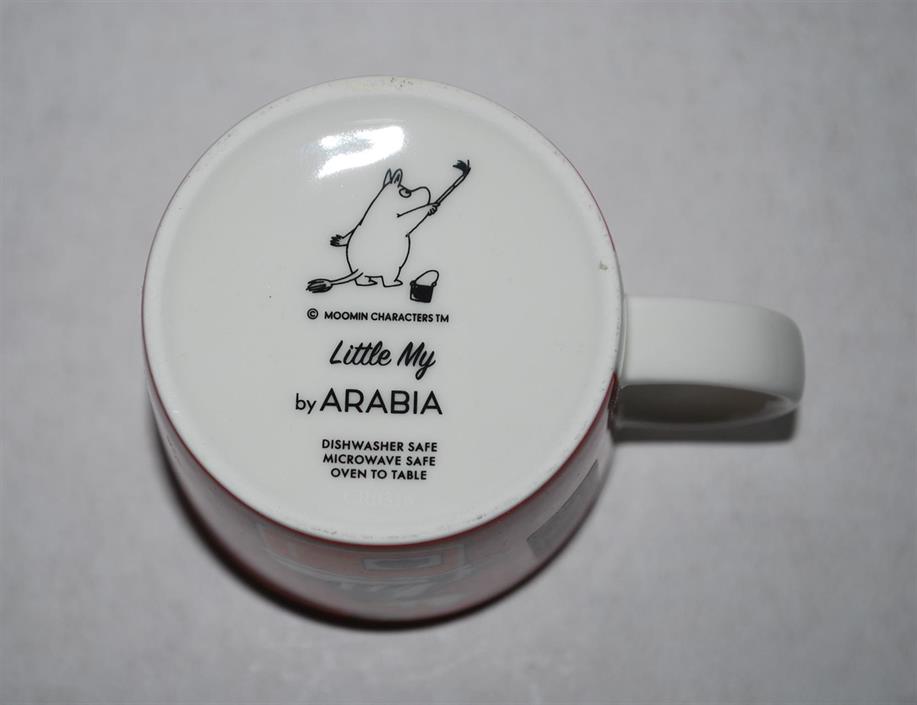 © MOOMIN CHARACTERS TM
Little My
by ARABIA
DISHWASHER SAFE
MICROWAVE SAFE
OVEN TO TABLE